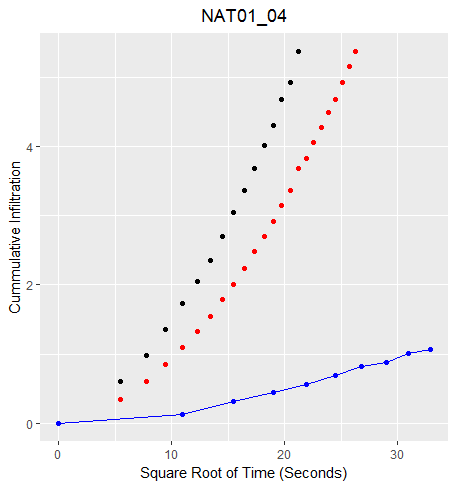 NAT01_04
Cummulative Infiltration
4
2
0
0 10 20 30
Square Root of Time (Seconds)